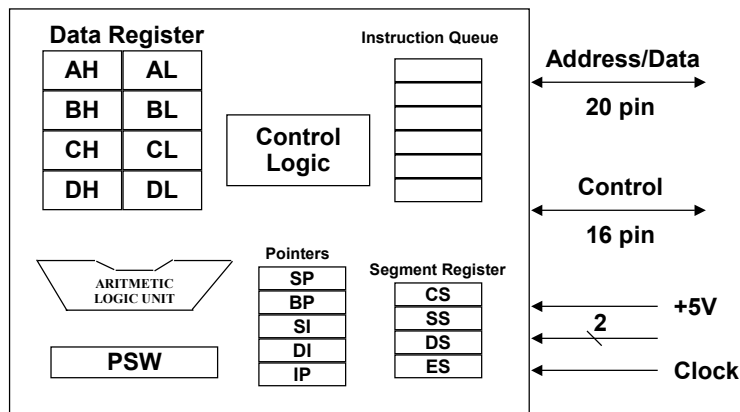 Data Register
AH AL
BH BL
CH CL
DH DL
Control
Logic
Instruction Queue
Address/Data
20 pin
Control
16 pin
ARITMETIC
LOGIC UNIT
PSW
Pointers
SP
BP
SI
DI
IP
Segment Register
CS
SS
DS
ES
+5V
2
Clock